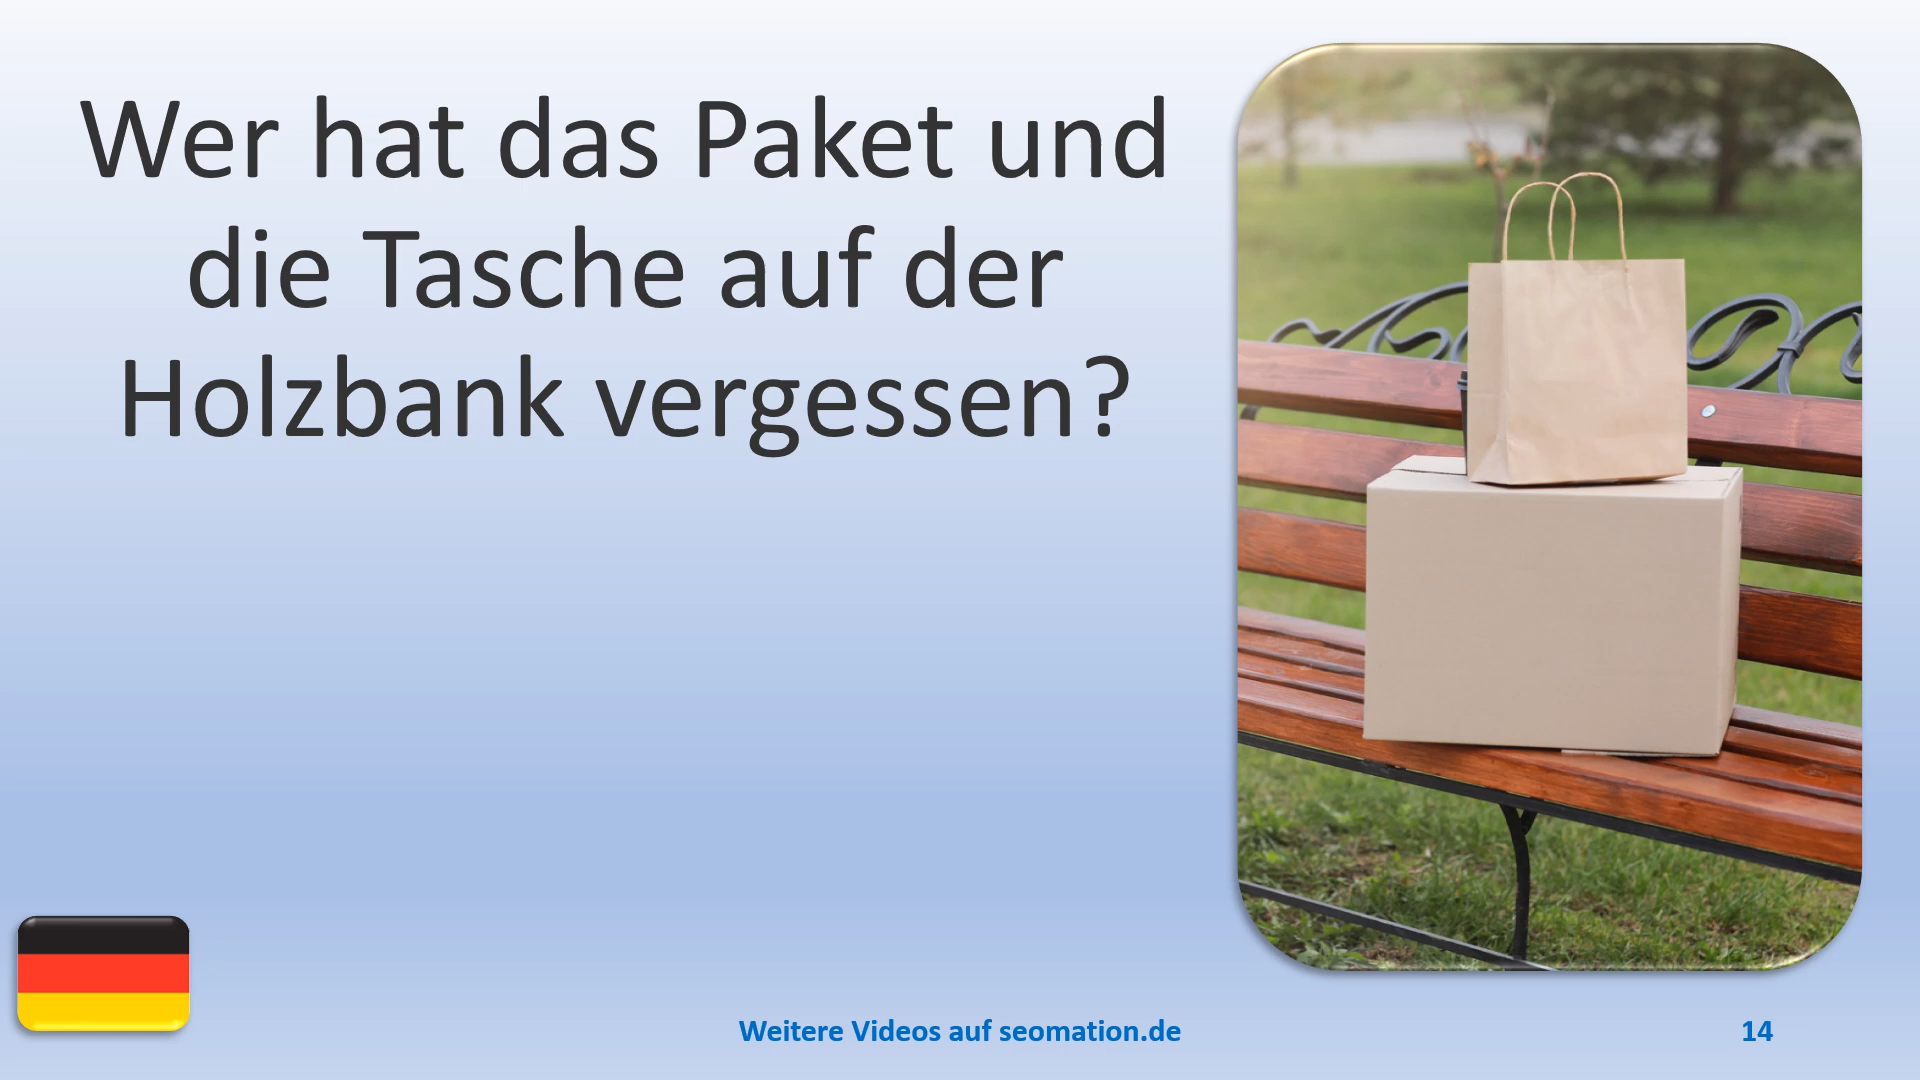 Wer hat das Paket und
die Tasche auf der
Holzbank vergessen?
Weitere Videos auf seomation.de
14